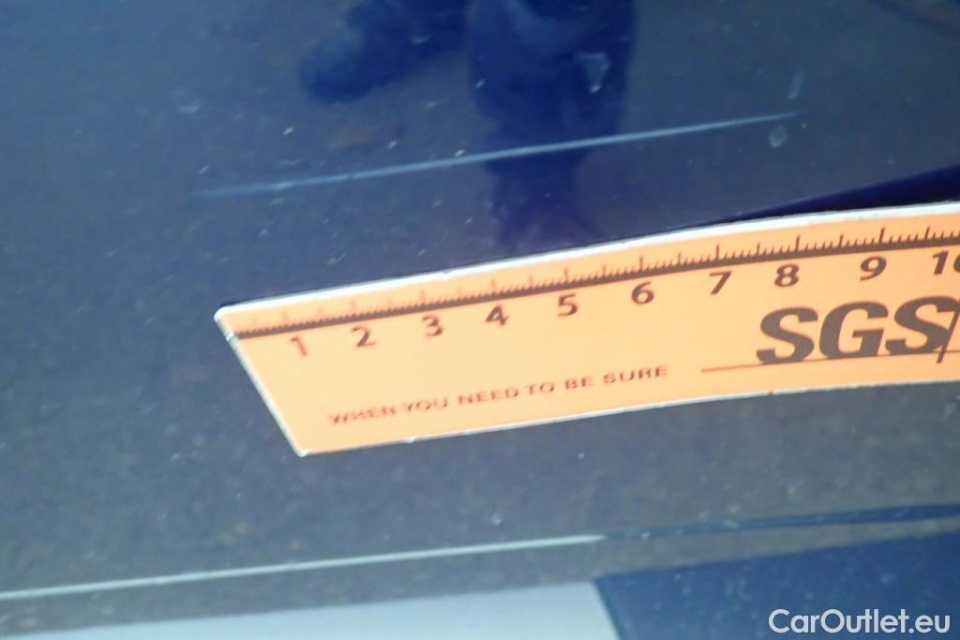 1 2 3 4 5 6 7 8 9 10
SGS
WHEN YOU NEED TO BE SURE
CarOutlet.eu